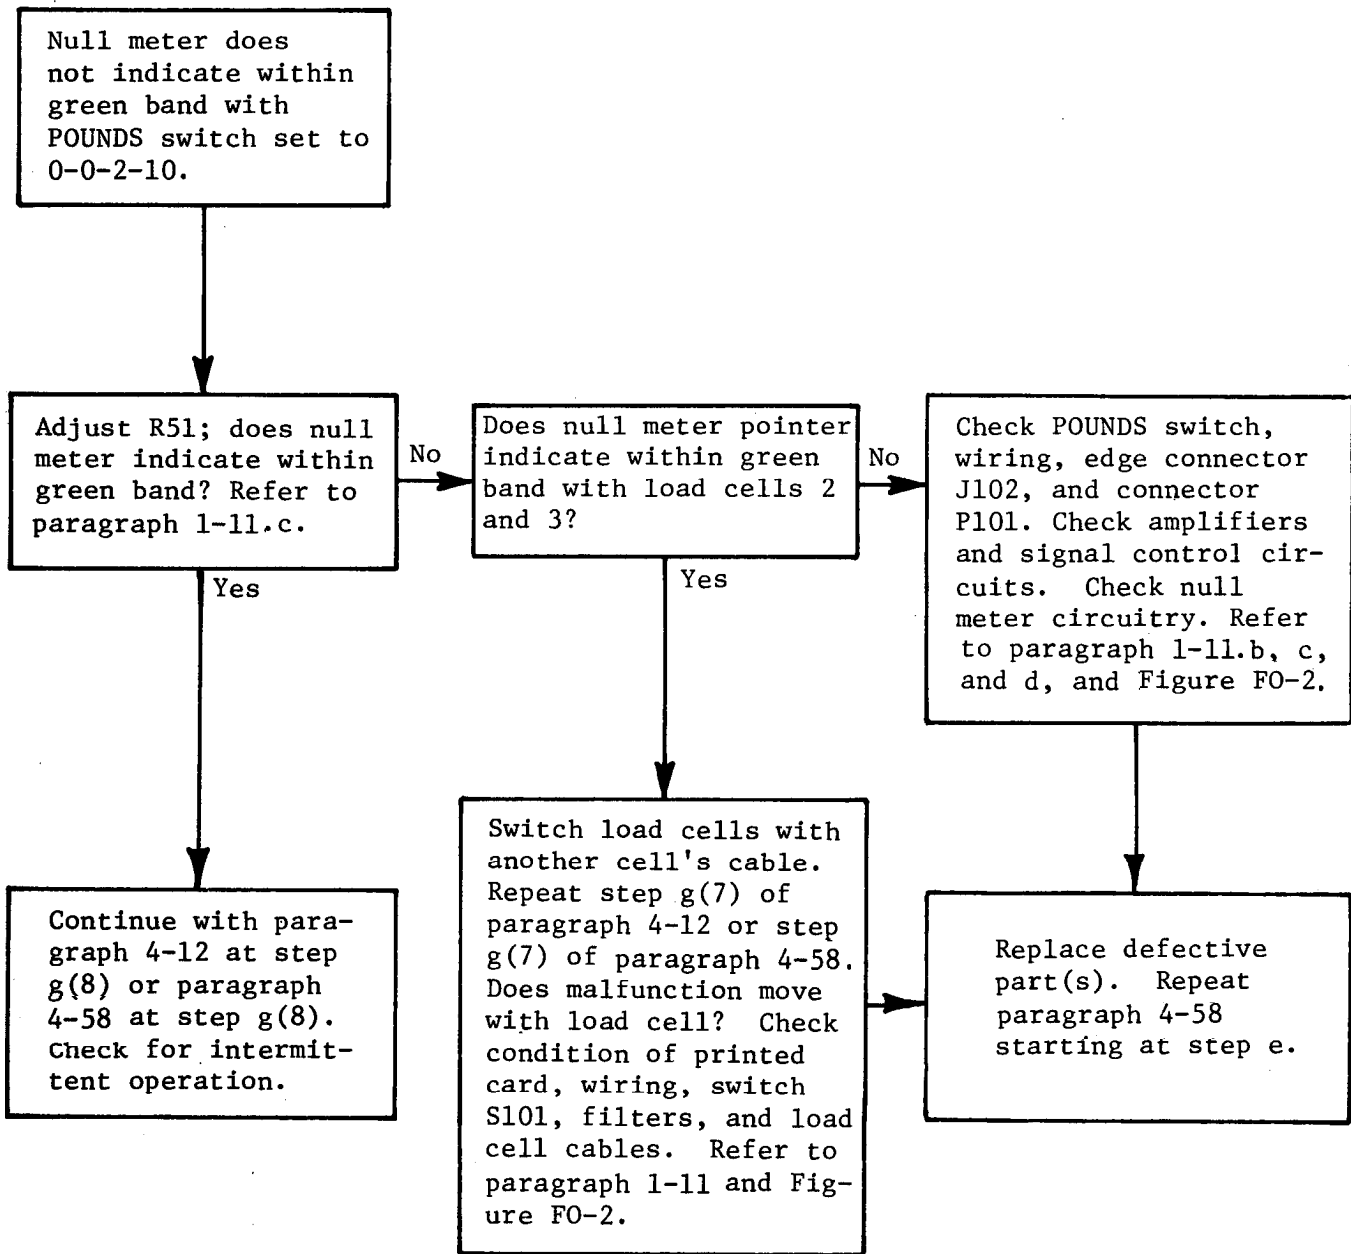 Null meter does
not indicate within
green band with
POUNDS switch set to
0-0-2-10.
Adjust R51; does null
meter indicate within
green band? Refer to
paragraph 1-11.c.
No
Does null meter pointer
indicate within green
band with load cells 2
and 3?
No
Check POUNDS switch,
wiring, edge connector
J102, and connector
P101. Check amplifiers
and signal control cir-
cuits. Check null
meter circuitry. Refer
to paragraph 1-11.b, c,
and d, and Figure FO-2.
Yes
Yes
Continue with para-
graph 4-12 at step
g(8) or paragraph
4-58 at step g(8).
Check for intermit-
tent operation.
Switch load cells with
another cell's cable.
Repeat step g(7) of
paragraph 4-12 or step
g(7) of paragraph 4-58.
Does malfunction move
with load cell? Check
condition of printed
card, wiring, switch
S101, filters, and load
cell cables. Refer to
paragraph 1-11 and Fig-
ure FO-2.
Replace defective
part(s). Repeat
paragraph 4-58
starting at step e.